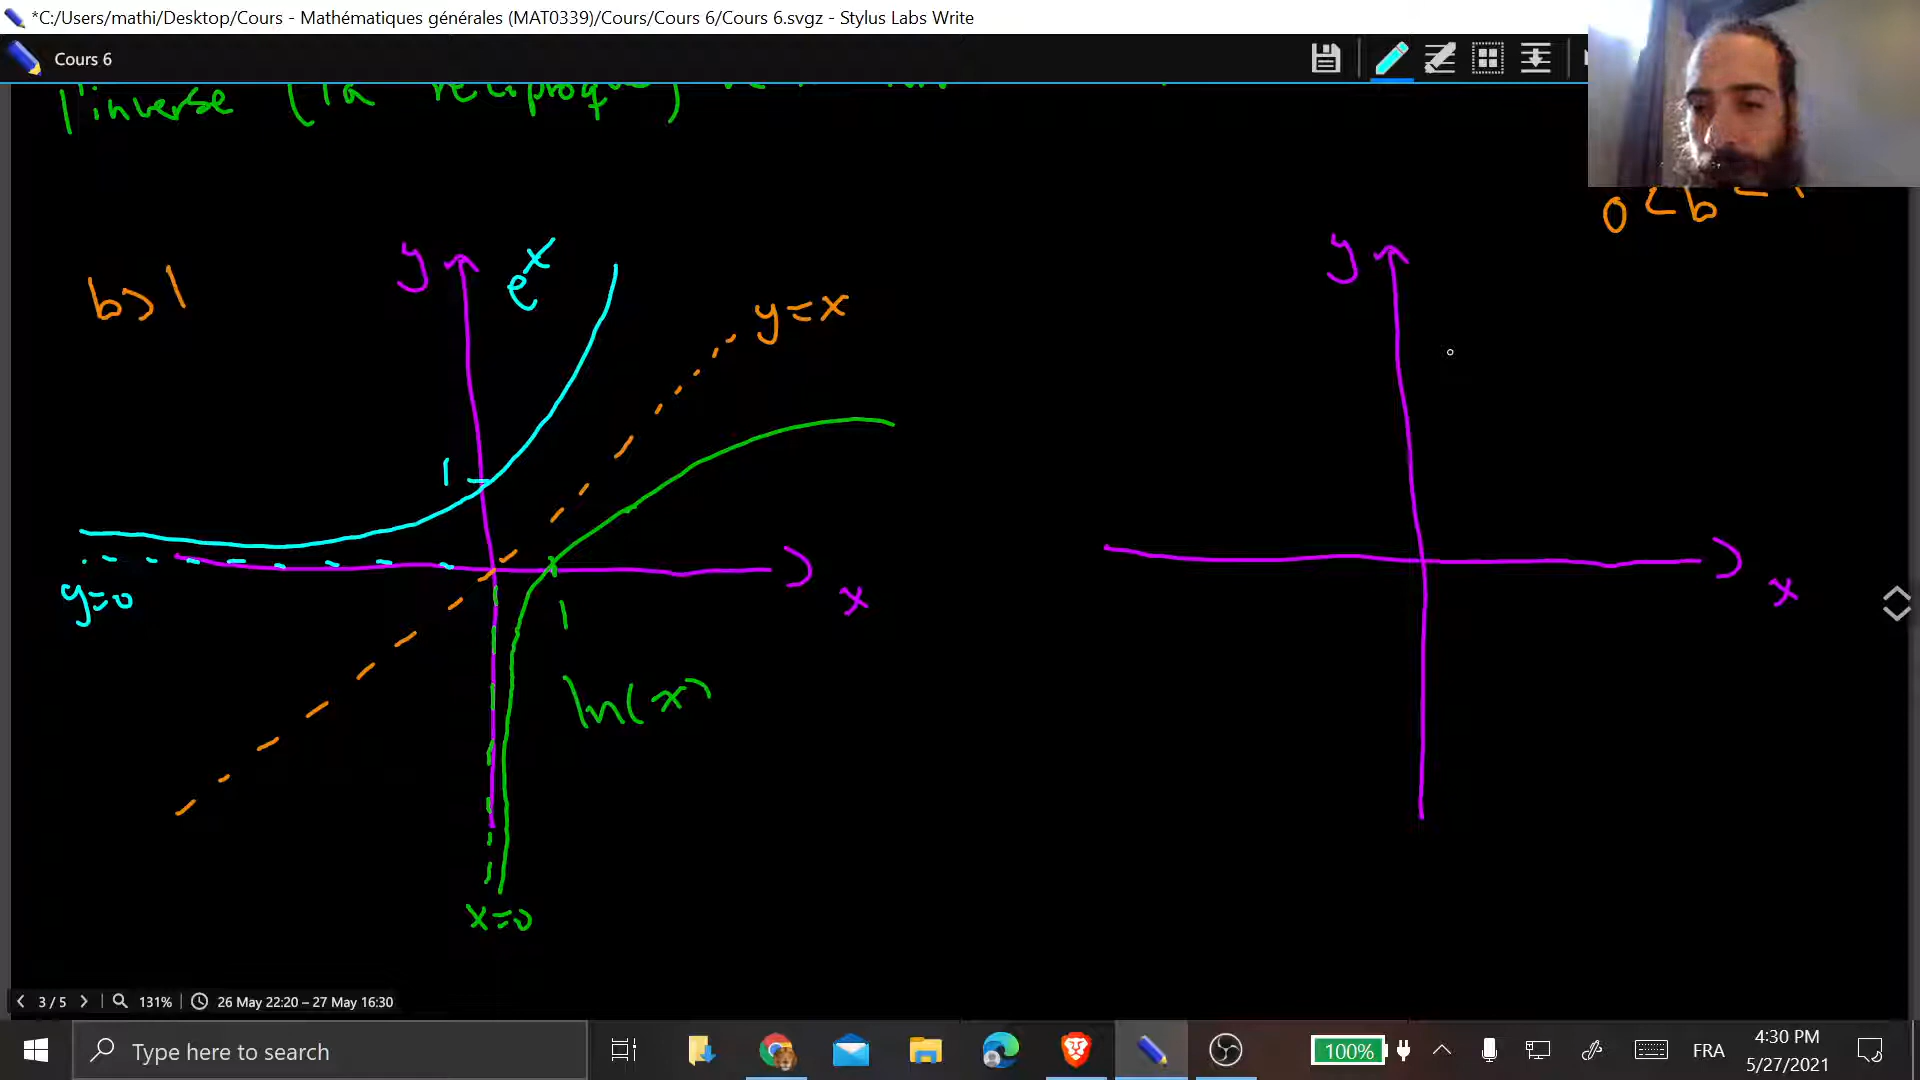 *C:/Users/mathi/Desktop/Cours - Mathématiques générales (MAT0339)/Cours/Cours 6/Cours 6.svgz - Stylus Labs Write
Cours 6
l'inverse (la réciproque)
0 < b < 1
b>1
y
e^x
y=x
y
1
y=0
x
x
1
ln(x)
x=0
3 / 5
131%
26 May 22:20 – 27 May 16:30
Type here to search
100%
FRA
4:30 PM
5/27/2021